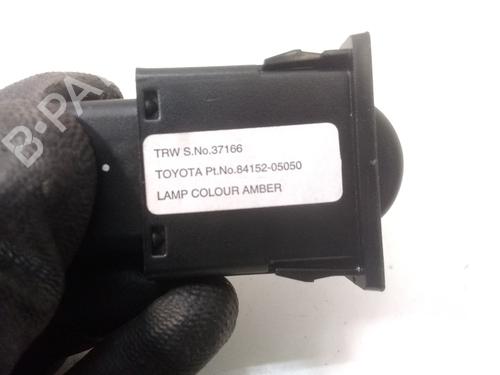 TRW S.No.37166
TOYOTA Pt.No.84152-05050
LAMP COLOUR AMBER
B-PA